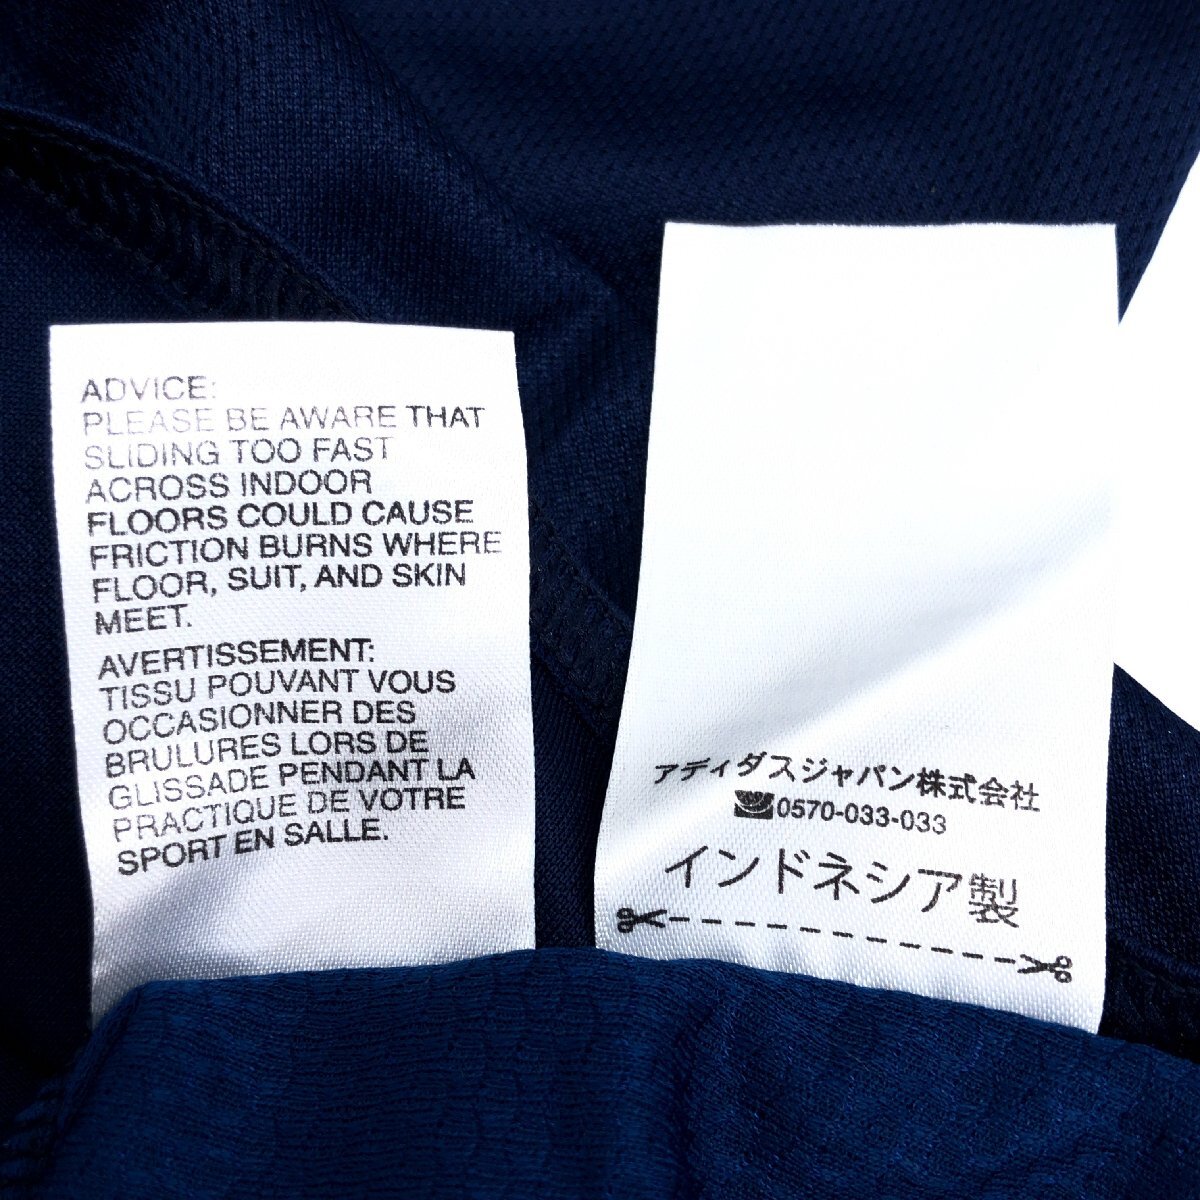 ADVICE:
PLEASE BE AWARE THAT
SLIDING TOO FAST
ACROSS INDOOR
FLOORS COULD CAUSE
FRICTION BURNS WHERE
FLOOR, SUIT, AND SKIN
MEET.
AVERTISSEMENT:
TISSU POUVANT VOUS
OCCASIONNER DES
BRULURES LORS DE
GLISSADE PENDANT LA
PRACTIQUE DE VOTRE
SPORT EN SALLE.
アディダスジャパン株式会社
0570-033-033
インドネシア製